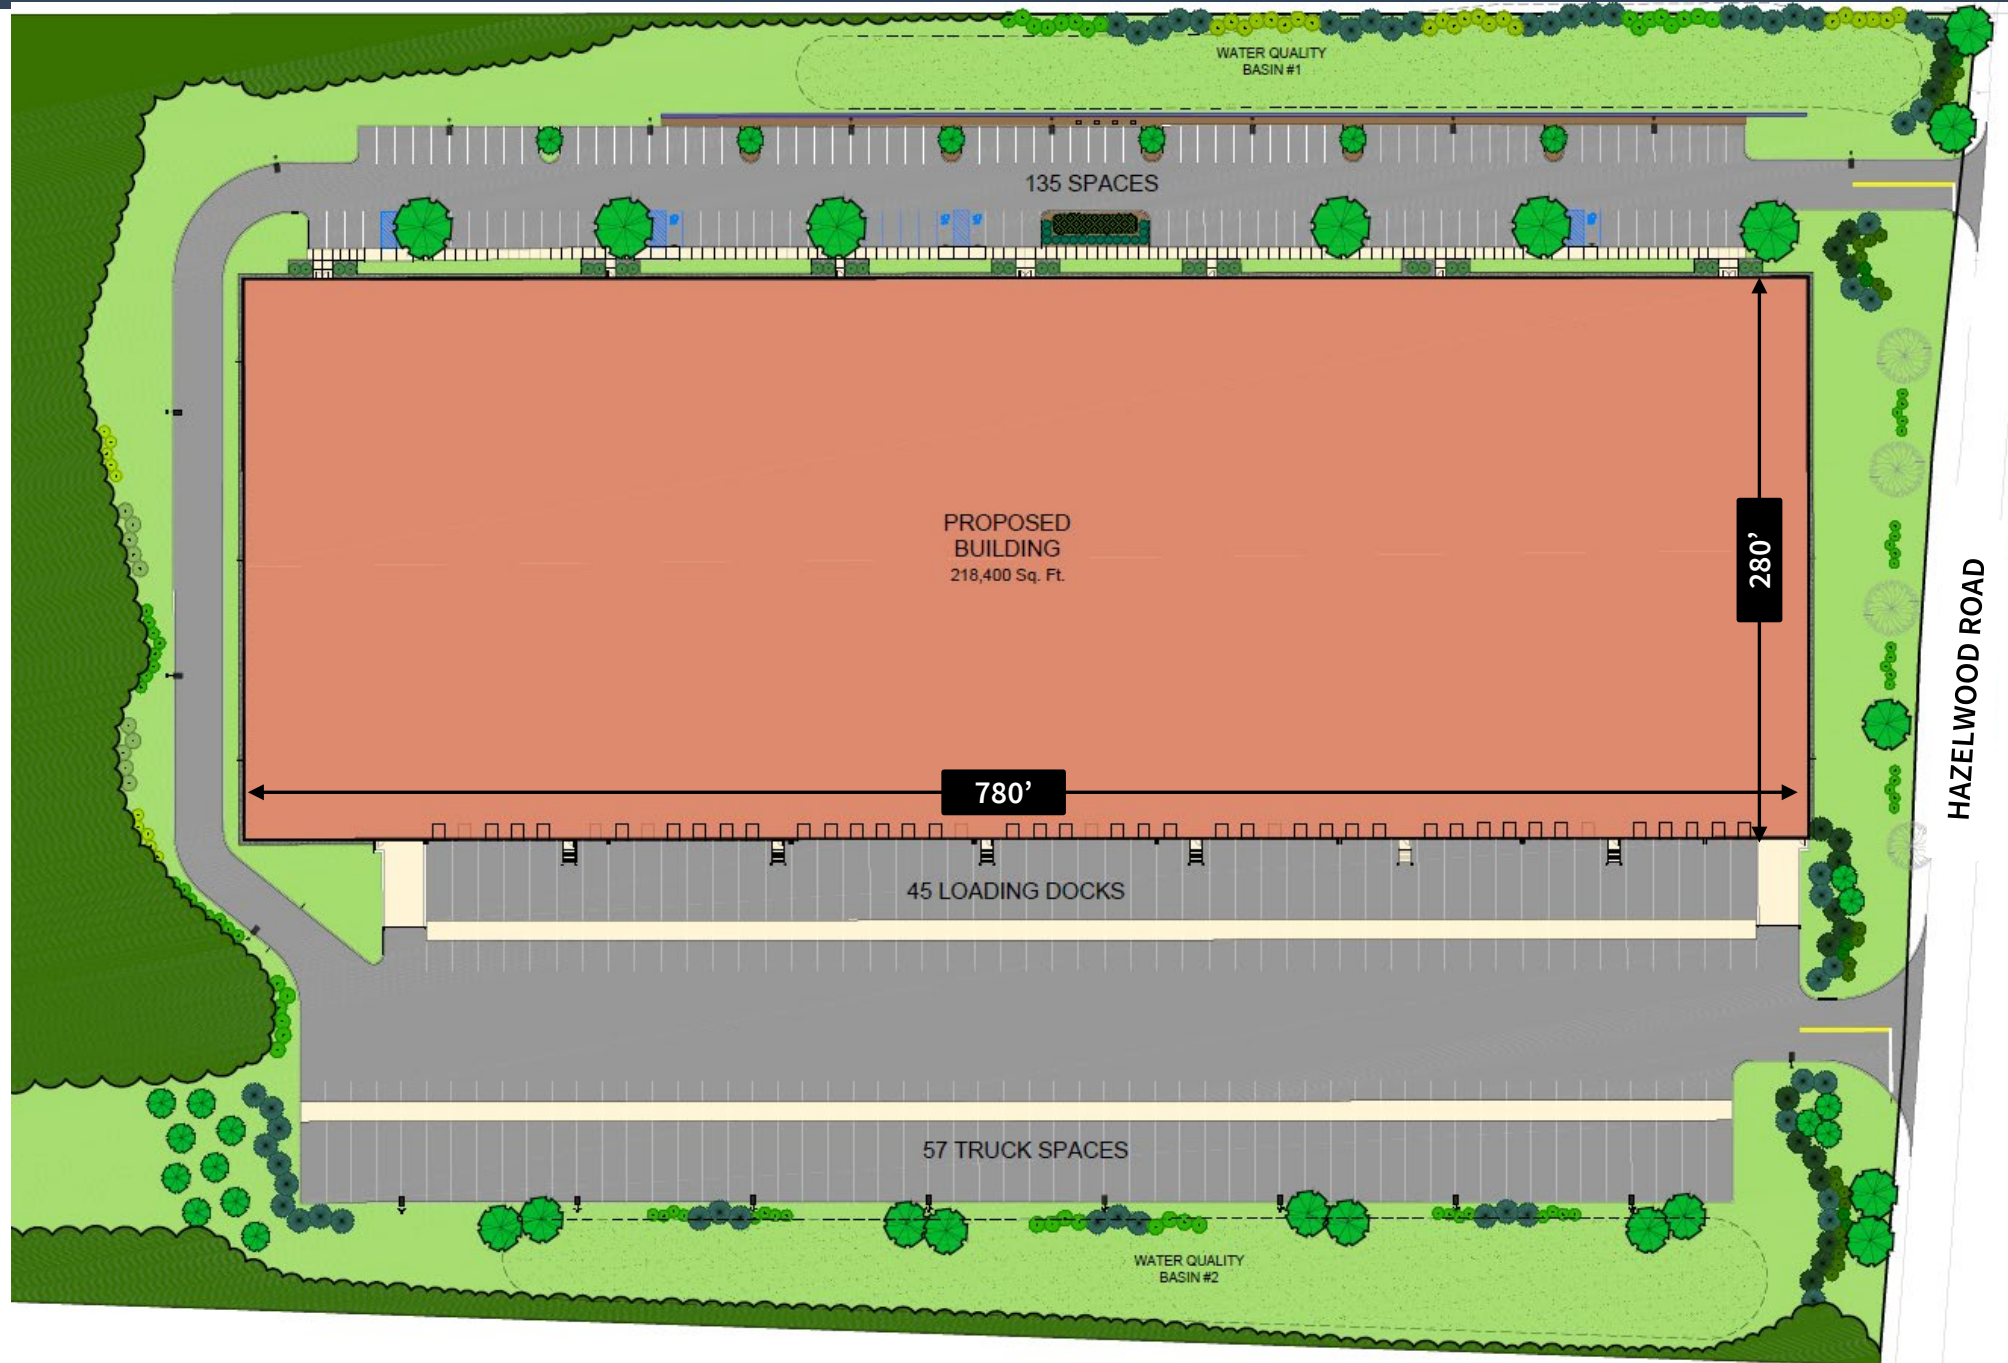 WATER QUALITY
BASIN #1
135 SPACES
PROPOSED
BUILDING
218,400 Sq. Ft.
280’
HAZELWOOD ROAD
780’
45 LOADING DOCKS
57 TRUCK SPACES
WATER QUALITY
BASIN #2